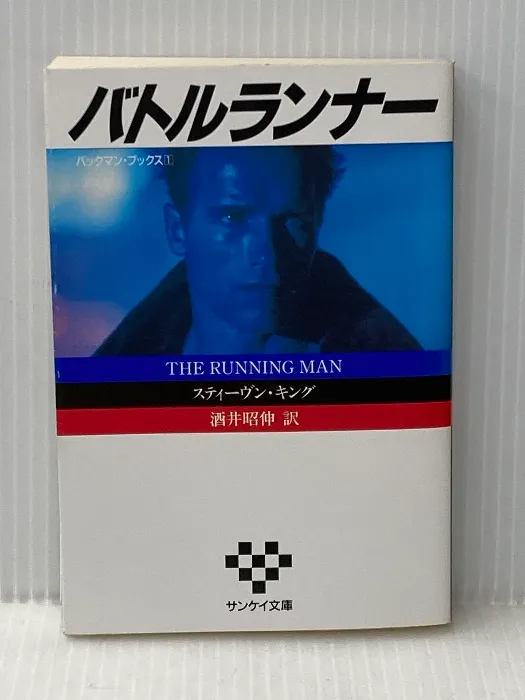 バトルランナー
バックマン・ブックス[1]
THE RUNNING MAN
スティーヴン・キング
酒井昭伸 訳
サンケイ文庫